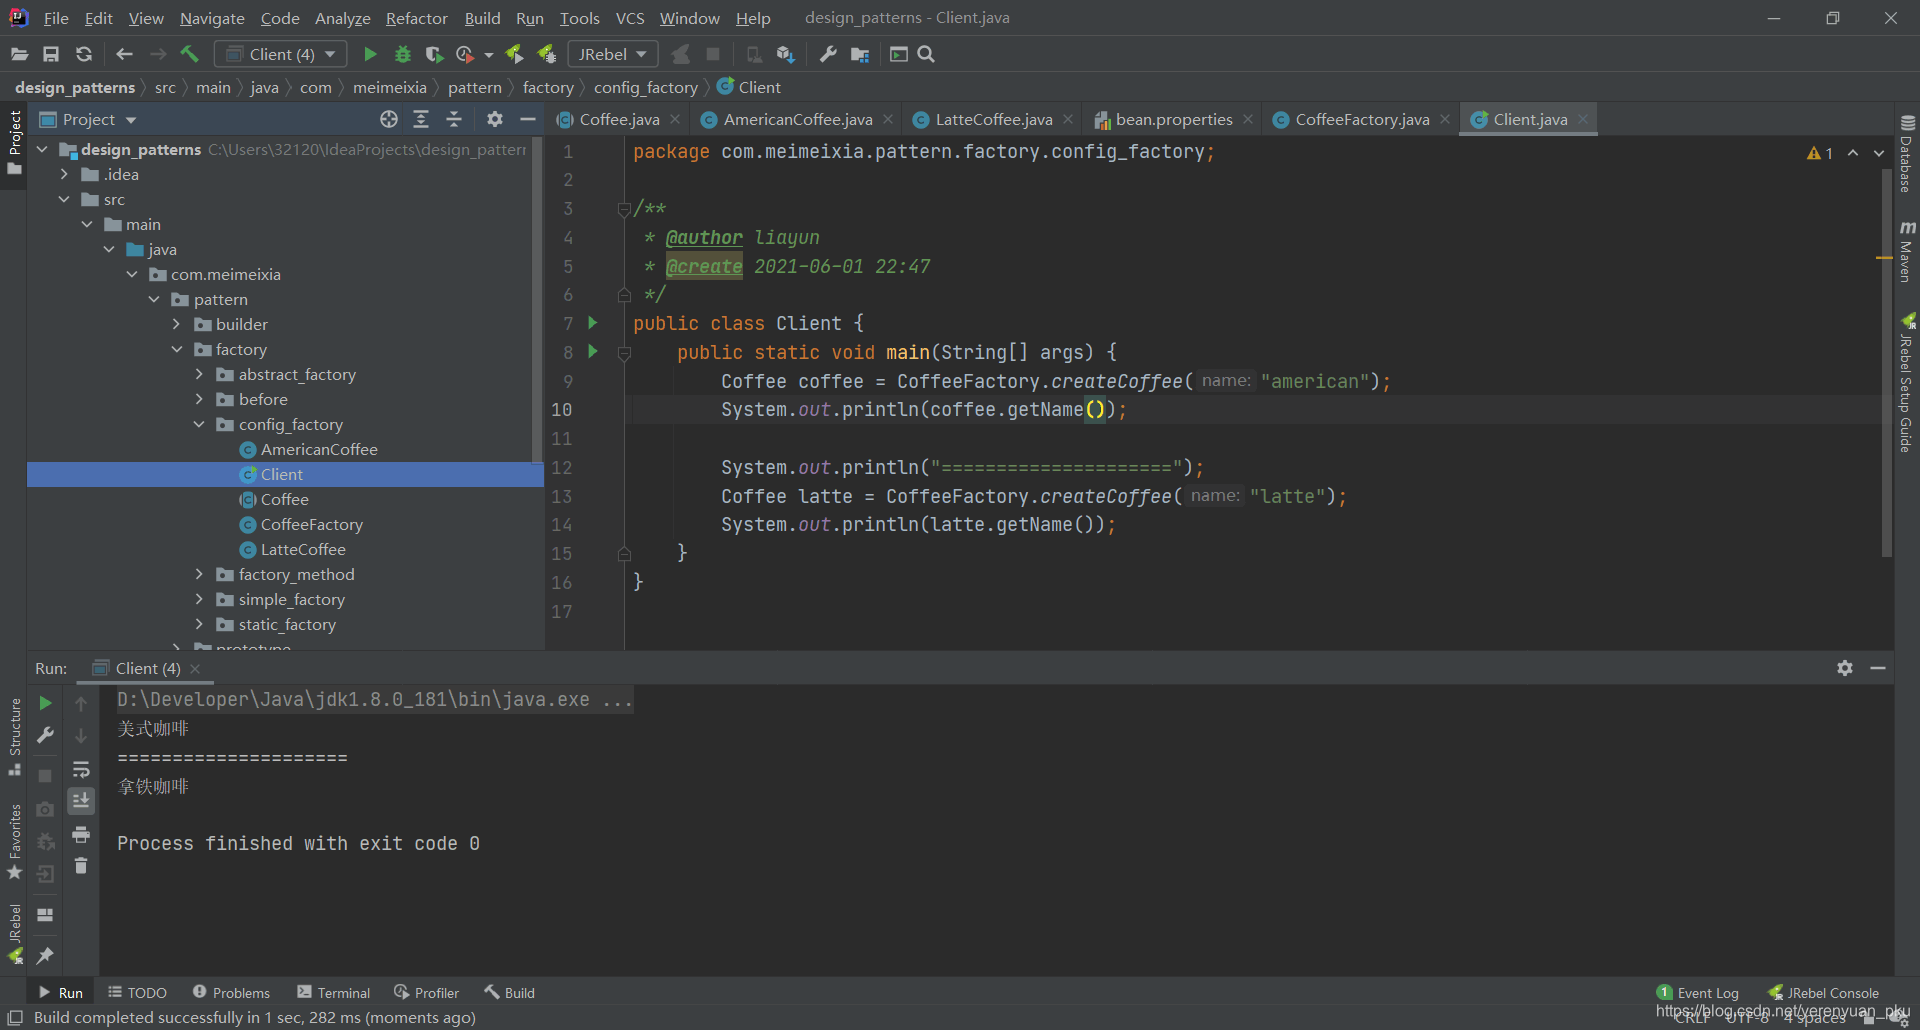 File Edit View Navigate Code Analyze Refactor Build Run Tools VCS Window Help design_patterns - Client.java
Client (4) JRebel
design_patterns src main java com meimeixia pattern factory config_factory Client
Project
Coffee.java AmericanCoffee.java LatteCoffee.java bean.properties CoffeeFactory.java Client.java
Project
design_patterns C:\Users\32120\IdeaProjects\design_pattern
.idea
src
main
java
com.meimeixia
pattern
builder
factory
abstract_factory
before
config_factory
AmericanCoffee
Client
Coffee
CoffeeFactory
LatteCoffee
factory_method
simple_factory
static_factory
prototype
1 package com.meimeixia.pattern.factory.config_factory;
2
3 /**
4 * @author liayun
5 * @create 2021-06-01 22:47
6 */
7 public class Client {
8 public static void main(String[] args) {
9 Coffee coffee = CoffeeFactory.createCoffee( name: "american");
10 System.out.println(coffee.getName());
11
12 System.out.println("=====================");
13 Coffee latte = CoffeeFactory.createCoffee( name: "latte");
14 System.out.println(latte.getName());
15 }
16 }
17
1
Database
Maven
JRebel Setup Guide
Run: Client (4)
D:\Developer\Java\jdk1.8.0_181\bin\java.exe ...
美式咖啡
=====================
拿铁咖啡
Process finished with exit code 0
Structure
Favorites
JRebel
Run TODO Problems Terminal Profiler Build 1 Event Log JRebel Console
Build completed successfully in 1 sec, 282 ms (moments ago) CRLF UTF-8 4 spaces
https://blog.csdn.net/yerenyuan_pku